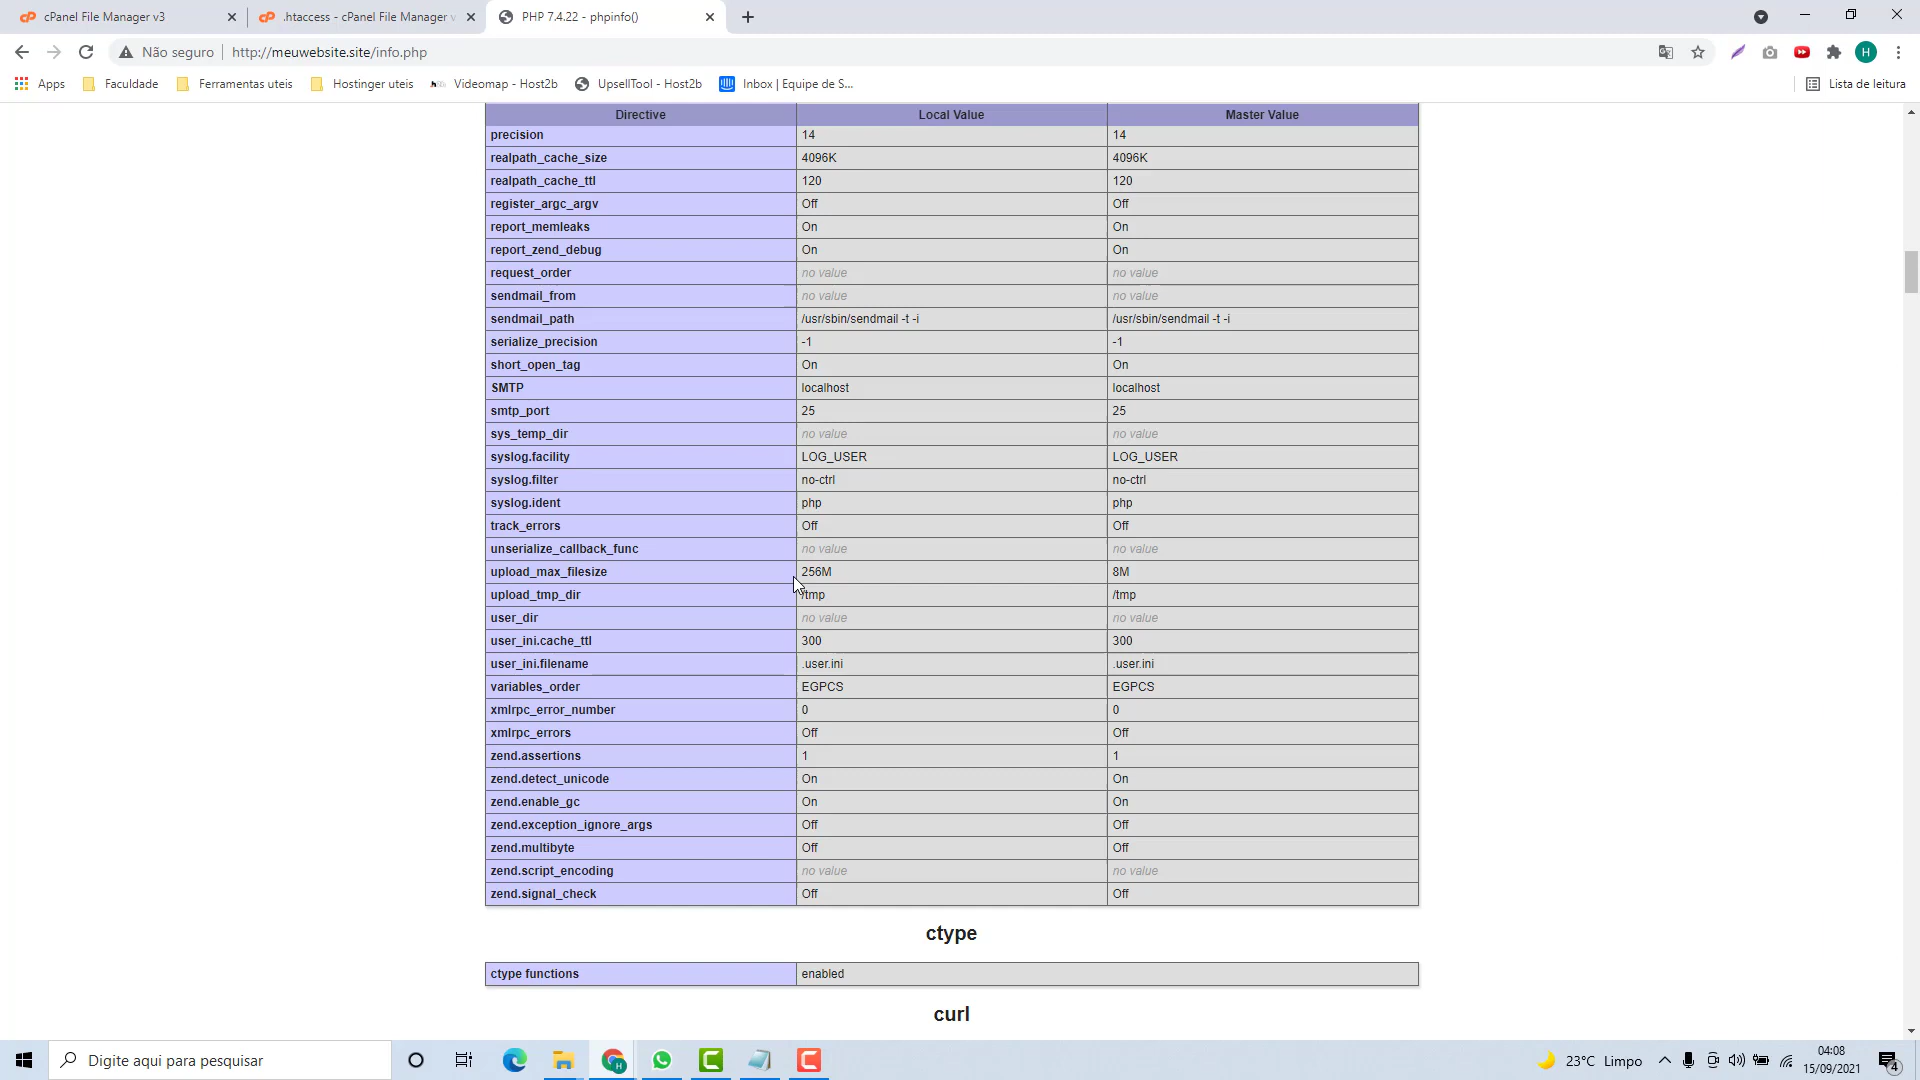 cPanel File Manager v3
.htaccess - cPanel File Manager v
PHP 7.4.22 - phpinfo()
Não seguro
http://meuwebsite.site/info.php
H
Apps
Faculdade
Ferramentas uteis
Hostinger uteis
Videomap - Host2b
UpsellTool - Host2b
Inbox | Equipe de S...
Lista de leitura
Directive Local Value Master Value
precision 14 14
realpath_cache_size 4096K 4096K
realpath_cache_ttl 120 120
register_argc_argv Off Off
report_memleaks On On
report_zend_debug On On
request_order no value no value
sendmail_from no value no value
sendmail_path /usr/sbin/sendmail -t -i /usr/sbin/sendmail -t -i
serialize_precision -1 -1
short_open_tag On On
SMTP localhost localhost
smtp_port 25 25
sys_temp_dir no value no value
syslog.facility LOG_USER LOG_USER
syslog.filter no-ctrl no-ctrl
syslog.ident php php
track_errors Off Off
unserialize_callback_func no value no value
upload_max_filesize 256M 8M
upload_tmp_dir /tmp /tmp
user_dir no value no value
user_ini.cache_ttl 300 300
user_ini.filename .user.ini .user.ini
variables_order EGPCS EGPCS
xmlrpc_error_number 0 0
xmlrpc_errors Off Off
zend.assertions 1 1
zend.detect_unicode On On
zend.enable_gc On On
zend.exception_ignore_args Off Off
zend.multibyte Off Off
zend.script_encoding no value no value
zend.signal_check Off Off
ctype
ctype functions enabled
curl
Digite aqui para pesquisar
23°C Limpo
04:08
15/09/2021
4